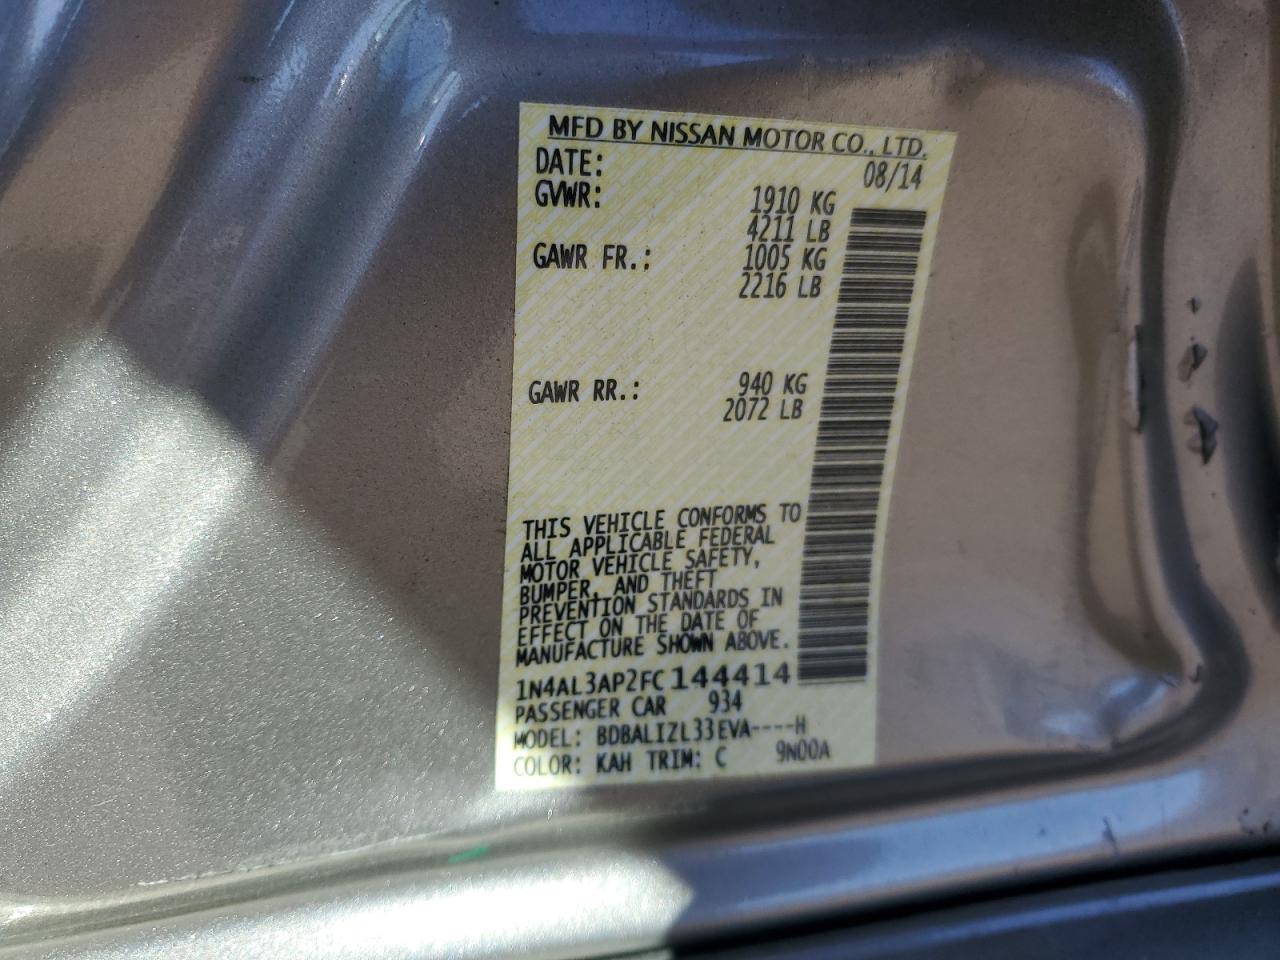 MFD BY NISSAN MOTOR CO., LTD.
DATE: 08/14
GVWR: 1910 KG
4211 LB
GAWR FR.: 1005 KG
2216 LB
GAWR RR.: 940 KG
2072 LB
THIS VEHICLE CONFORMS TO
ALL APPLICABLE FEDERAL
MOTOR VEHICLE SAFETY,
BUMPER, AND THEFT
PREVENTION STANDARDS IN
EFFECT ON THE DATE OF
MANUFACTURE SHOWN ABOVE.
1N4AL3AP2FC144414
PASSENGER CAR 934
MODEL: BDBALIZL33EVA----H
COLOR: KAH TRIM: C 9N00A